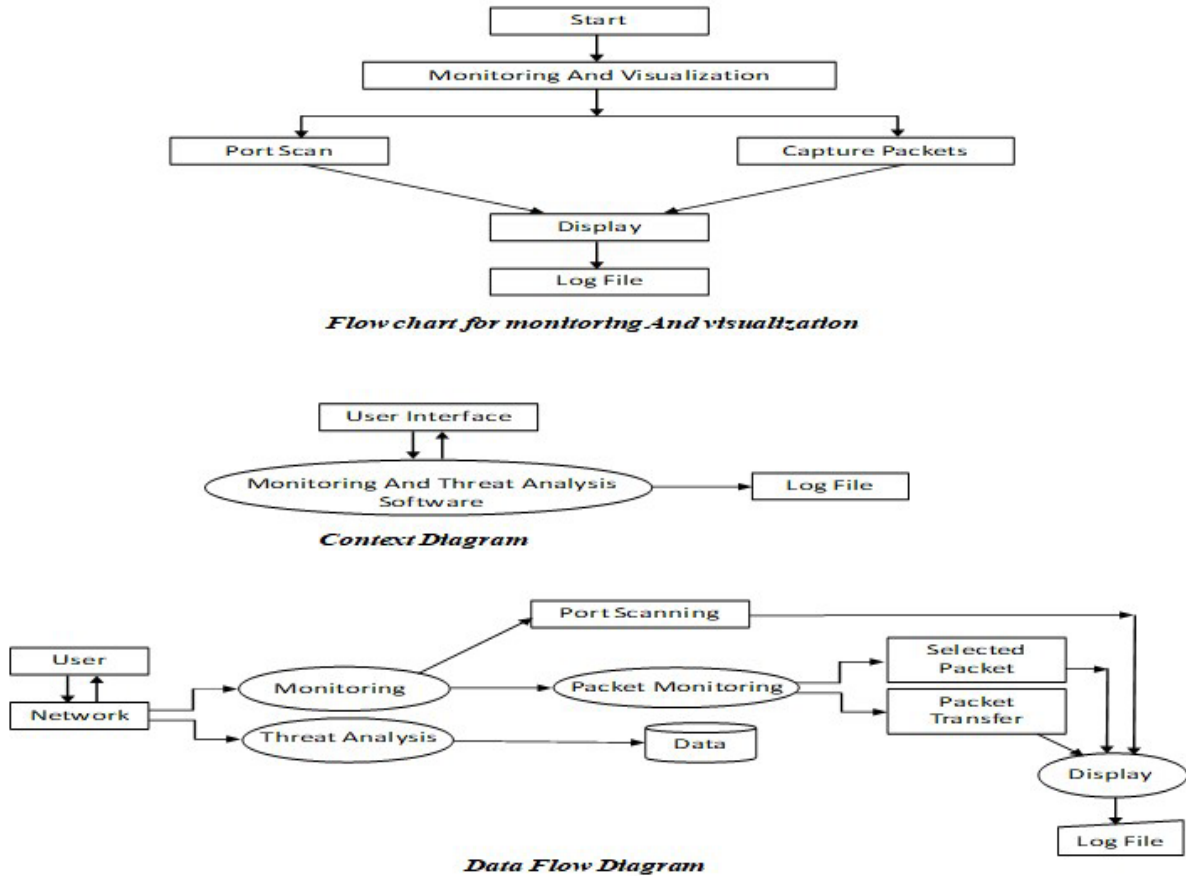 Start
Monitoring And Visualization
Port Scan
Capture Packets
Display
Log File
Flow chart for monitoring And visualization
User Interface
Monitoring And Threat Analysis
Software
Log File
Context Diagram
Port Scanning
User
Selected
Packet
Monitoring
Packet Monitoring
Network
Packet
Transfer
Threat Analysis
Data
Display
Log File
Data Flow Diagram